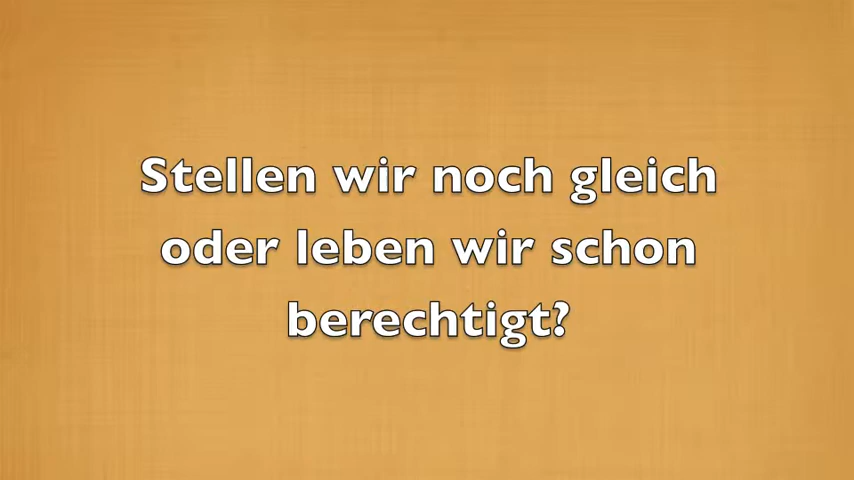 Stellen wir noch gleich
oder leben wir schon
berechtigt?